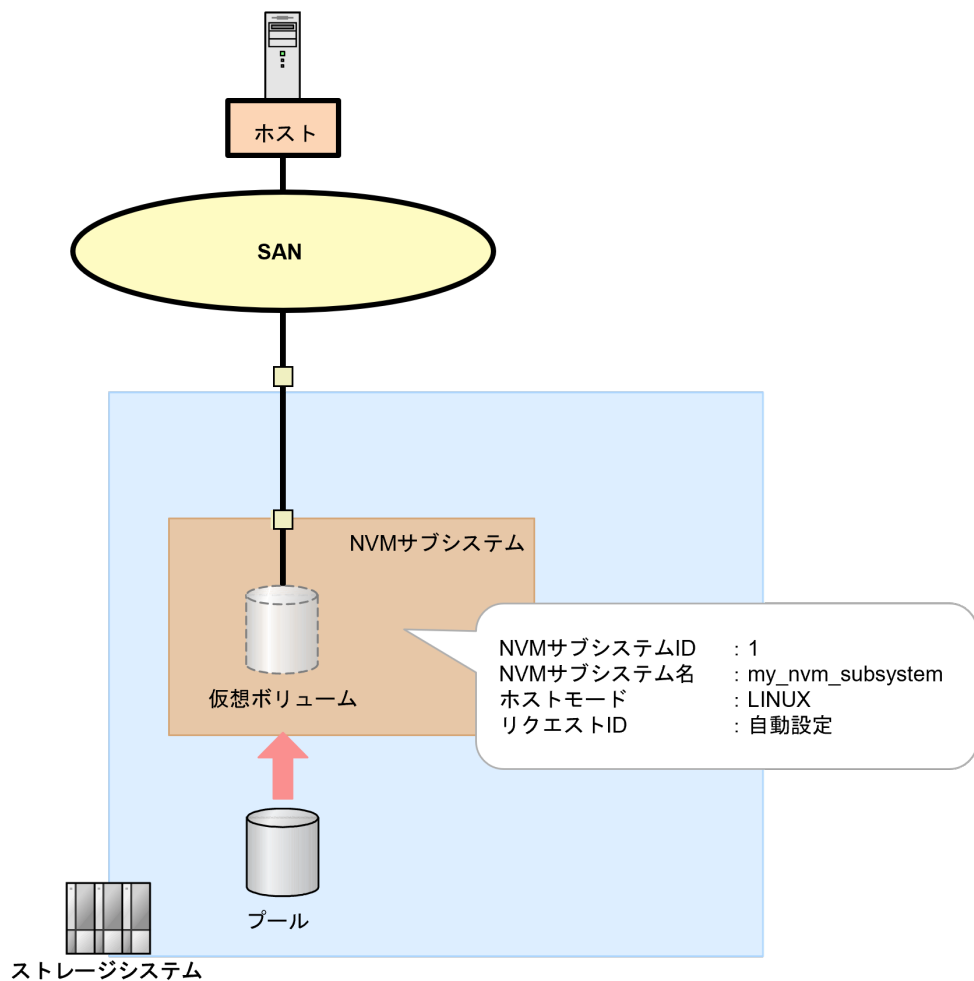 ホスト
SAN
NVMサブシステム
NVMサブシステムID : 1
NVMサブシステム名 : my_nvm_subsystem
ホストモード : LINUX
リクエストID : 自動設定
仮想ボリューム
プール
ストレージシステム